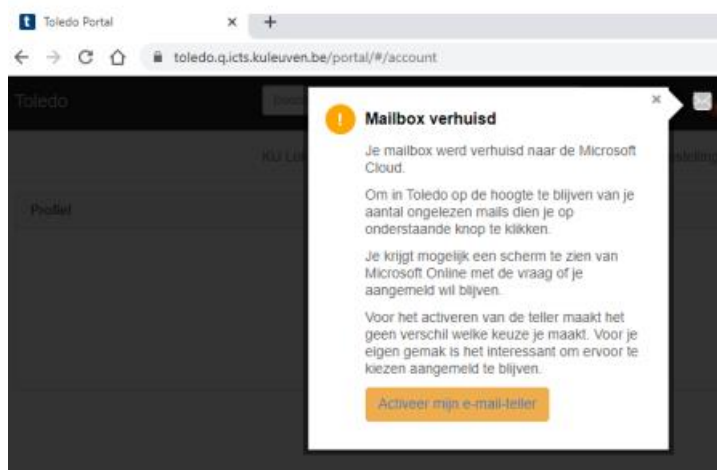 Toledo Portal
toledo.q.icts.kuleuven.be/portal/#/account
Toledo
Mailbox verhuisd
Je mailbox werd verhuisd naar de Microsoft
Cloud.
Om in Toledo op de hoogte te blijven van je
aantal ongelezen mails dien je op
onderstaande knop te klikken.
Je krijgt mogelijk een scherm te zien van
Microsoft Online met de vraag of je
aangemeld wil blijven.
Profiel
Voor het activeren van de teller maakt het
geen verschil welke keuze je maakt. Voor je
eigen gemak is het interessant om ervoor te
kiezen aangemeld te blijven.
Activeer mijn e-mail-teller